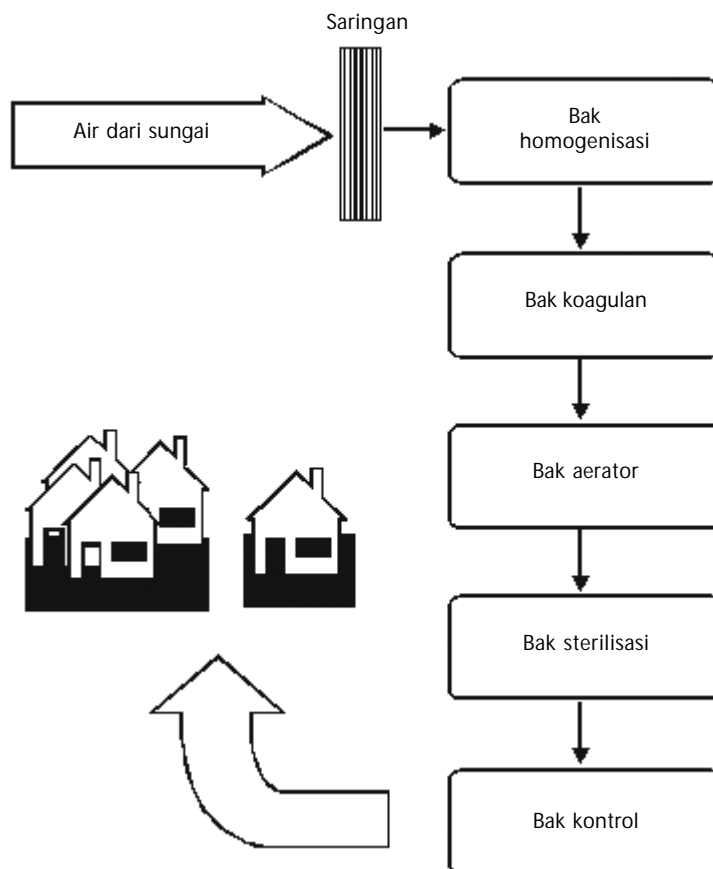 Saringan
Air dari sungai
Bak
homogenisasi
Bak koagulan
Bak aerator
Bak sterilisasi
Bak kontrol